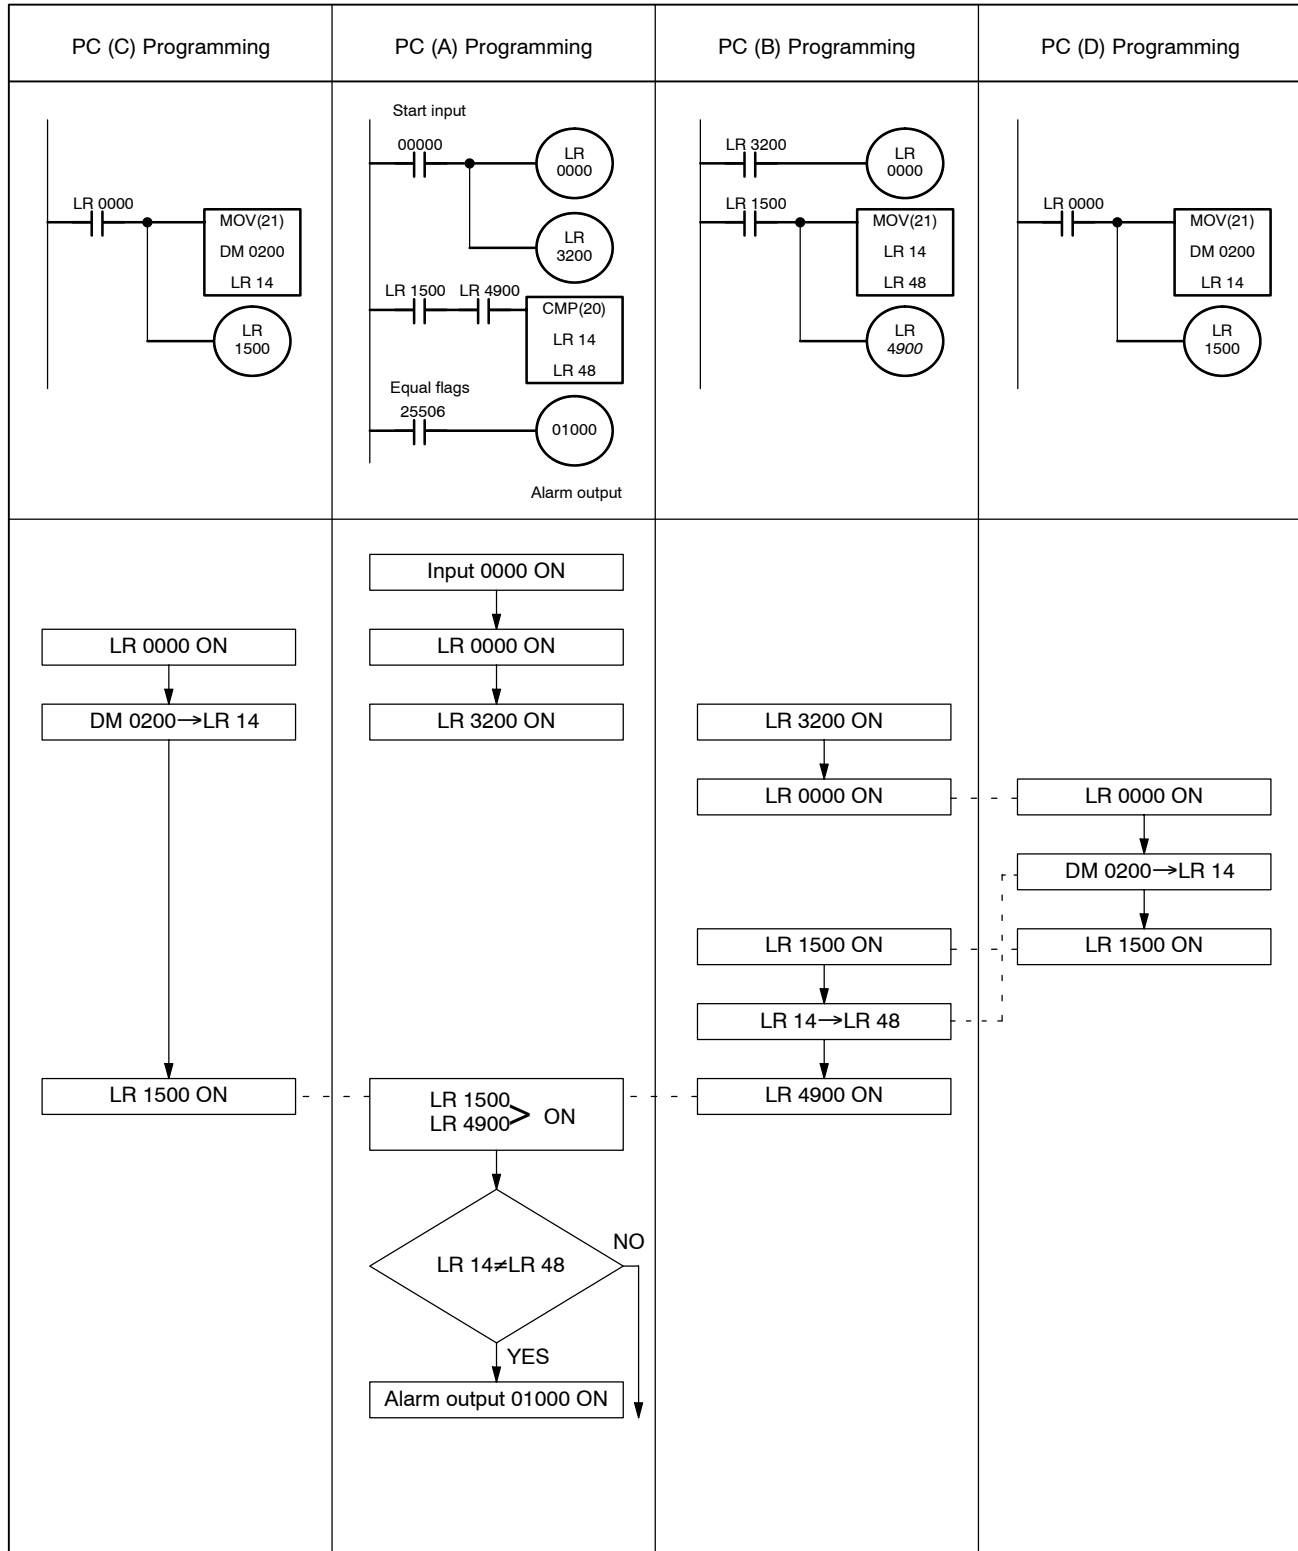 PC (C) Programming
PC (A) Programming
PC (B) Programming
PC (D) Programming
LR 0000
MOV(21)
DM 0200
LR 14
LR
1500
Start input
00000
LR
0000
LR
3200
LR 1500 LR 4900
CMP(20)
LR 14
LR 48
Equal flags
25506
01000
Alarm output
LR 3200
LR
0000
LR 1500
MOV(21)
LR 14
LR 48
LR
4900
LR 0000
MOV(21)
DM 0200
LR 14
LR
1500
Input 0000 ON
LR 0000 ON
LR 0000 ON
DM 0200→LR 14
LR 3200 ON
LR 3200 ON
LR 0000 ON
LR 0000 ON
DM 0200→LR 14
LR 1500 ON
LR 1500 ON
LR 14→LR 48
LR 1500 ON
LR 1500
LR 4900
> ON
LR 4900 ON
LR 14≠LR 48
NO
YES
Alarm output 01000 ON